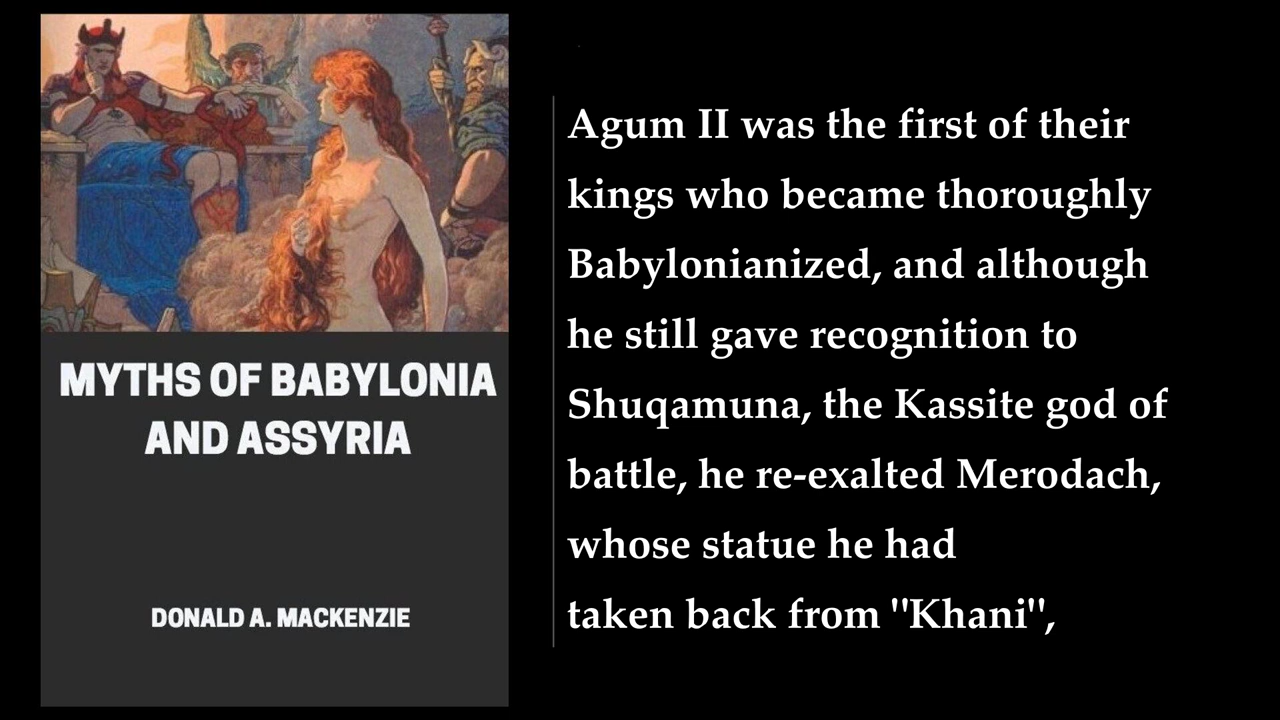 MYTHS OF BABYLONIA
AND ASSYRIA
DONALD A. MACKENZIE
Agum II was the first of their
kings who became thoroughly
Babylonianized, and although
he still gave recognition to
Shuqamuna, the Kassite god of
battle, he re-exalted Merodach,
whose statue he had
taken back from "Khani",